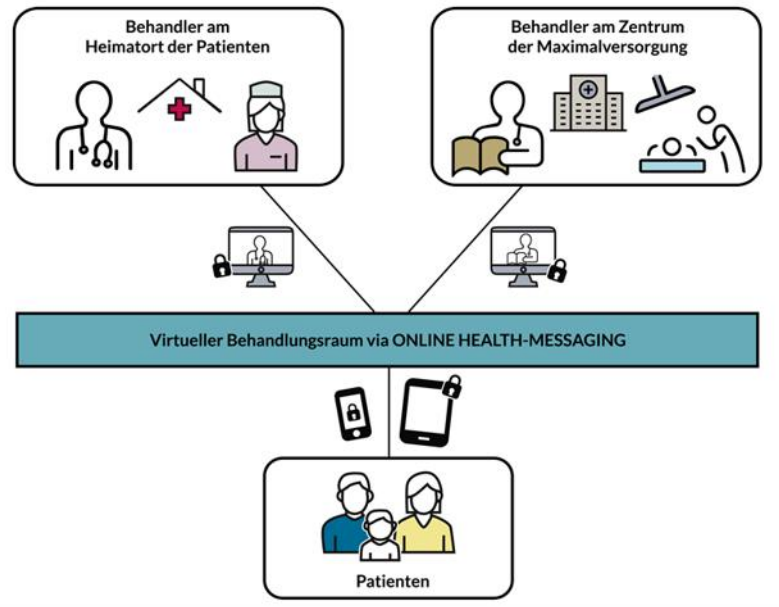 Behandler am
Heimatort der Patienten
Behandler am Zentrum
der Maximalversorgung
Virtueller Behandlungsraum via ONLINE HEALTH-MESSAGING
Patienten